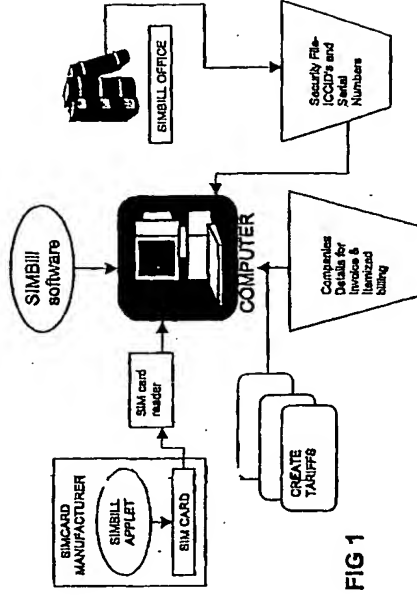 SIMBill
software
SIMBILL OFFICE
SIMCARD
MANUFACTURER
SIMBILL
APPLET
SIM CARD
SIM card
reader
COMPUTER
Security File-
ICCID's and
Serial
Numbers
CREATE
TARIFFS
Companies
Details for
Invoice &
Itemized
billing
FIG 1